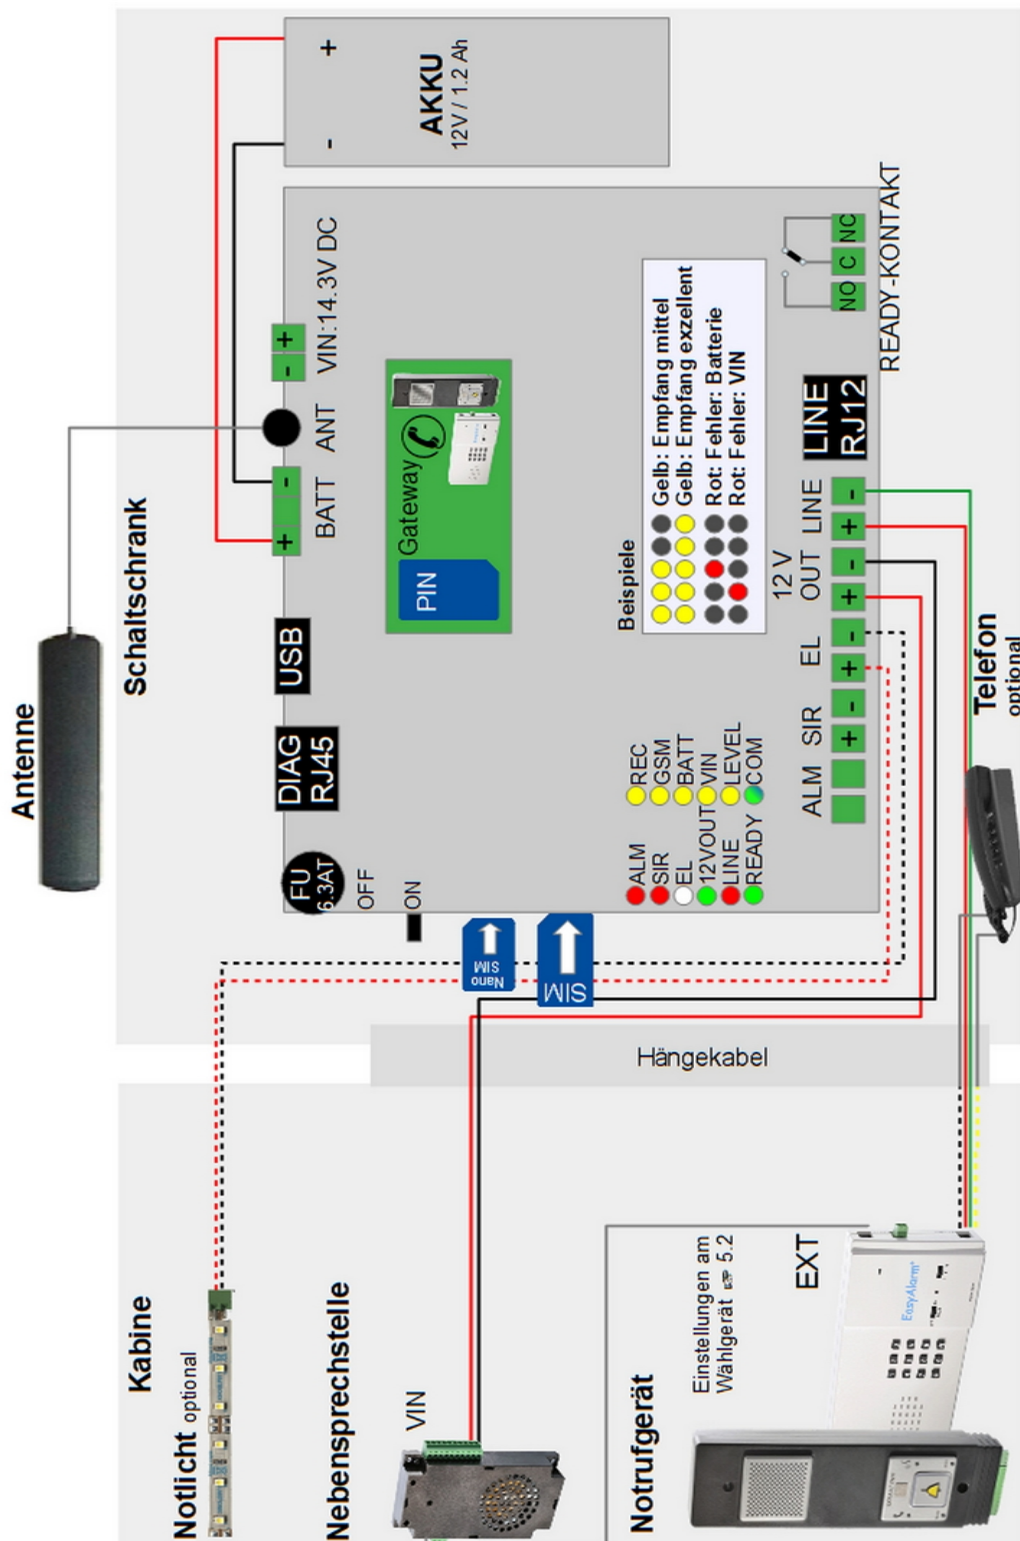 Antenne
Schaltschrank
AKKU
12V / 1.2 Ah
+
-
FU
6.3AT
OFF
ON
DIAG
RJ45
USB
BATT
+
-
ANT
VIN:14.3V DC
-
+
Nano
SIM
SIM
PIN
Gateway
ALM
SIR
EL
12VOUT
LINE
READY
REC
GSM
BATT
VIN
LEVEL
COM
Beispiele
Gelb: Empfang mittel
Gelb: Empfang exzellent
Rot: Fehler: Batterie
Rot: Fehler: VIN
ALM
SIR
+
-
EL
+
-
12 V
OUT
+
-
LINE
+
-
LINE
RJ12
NO
C
NC
READY-KONTAKT
Telefon
optional
Hängekabel
Kabine
Notlicht optional
Nebensprechstelle
VIN
Notrufgerät
Einstellungen am
Wählgerät ☞ 5.2
EXT
EasyAlarm